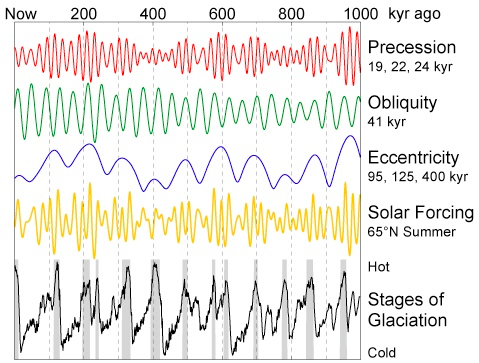 Now 200 400 600 800 1000 kyr ago
Precession
19, 22, 24 kyr
Obliquity
41 kyr
Eccentricity
95, 125, 400 kyr
Solar Forcing
65°N Summer
Hot
Stages of
Glaciation
Cold